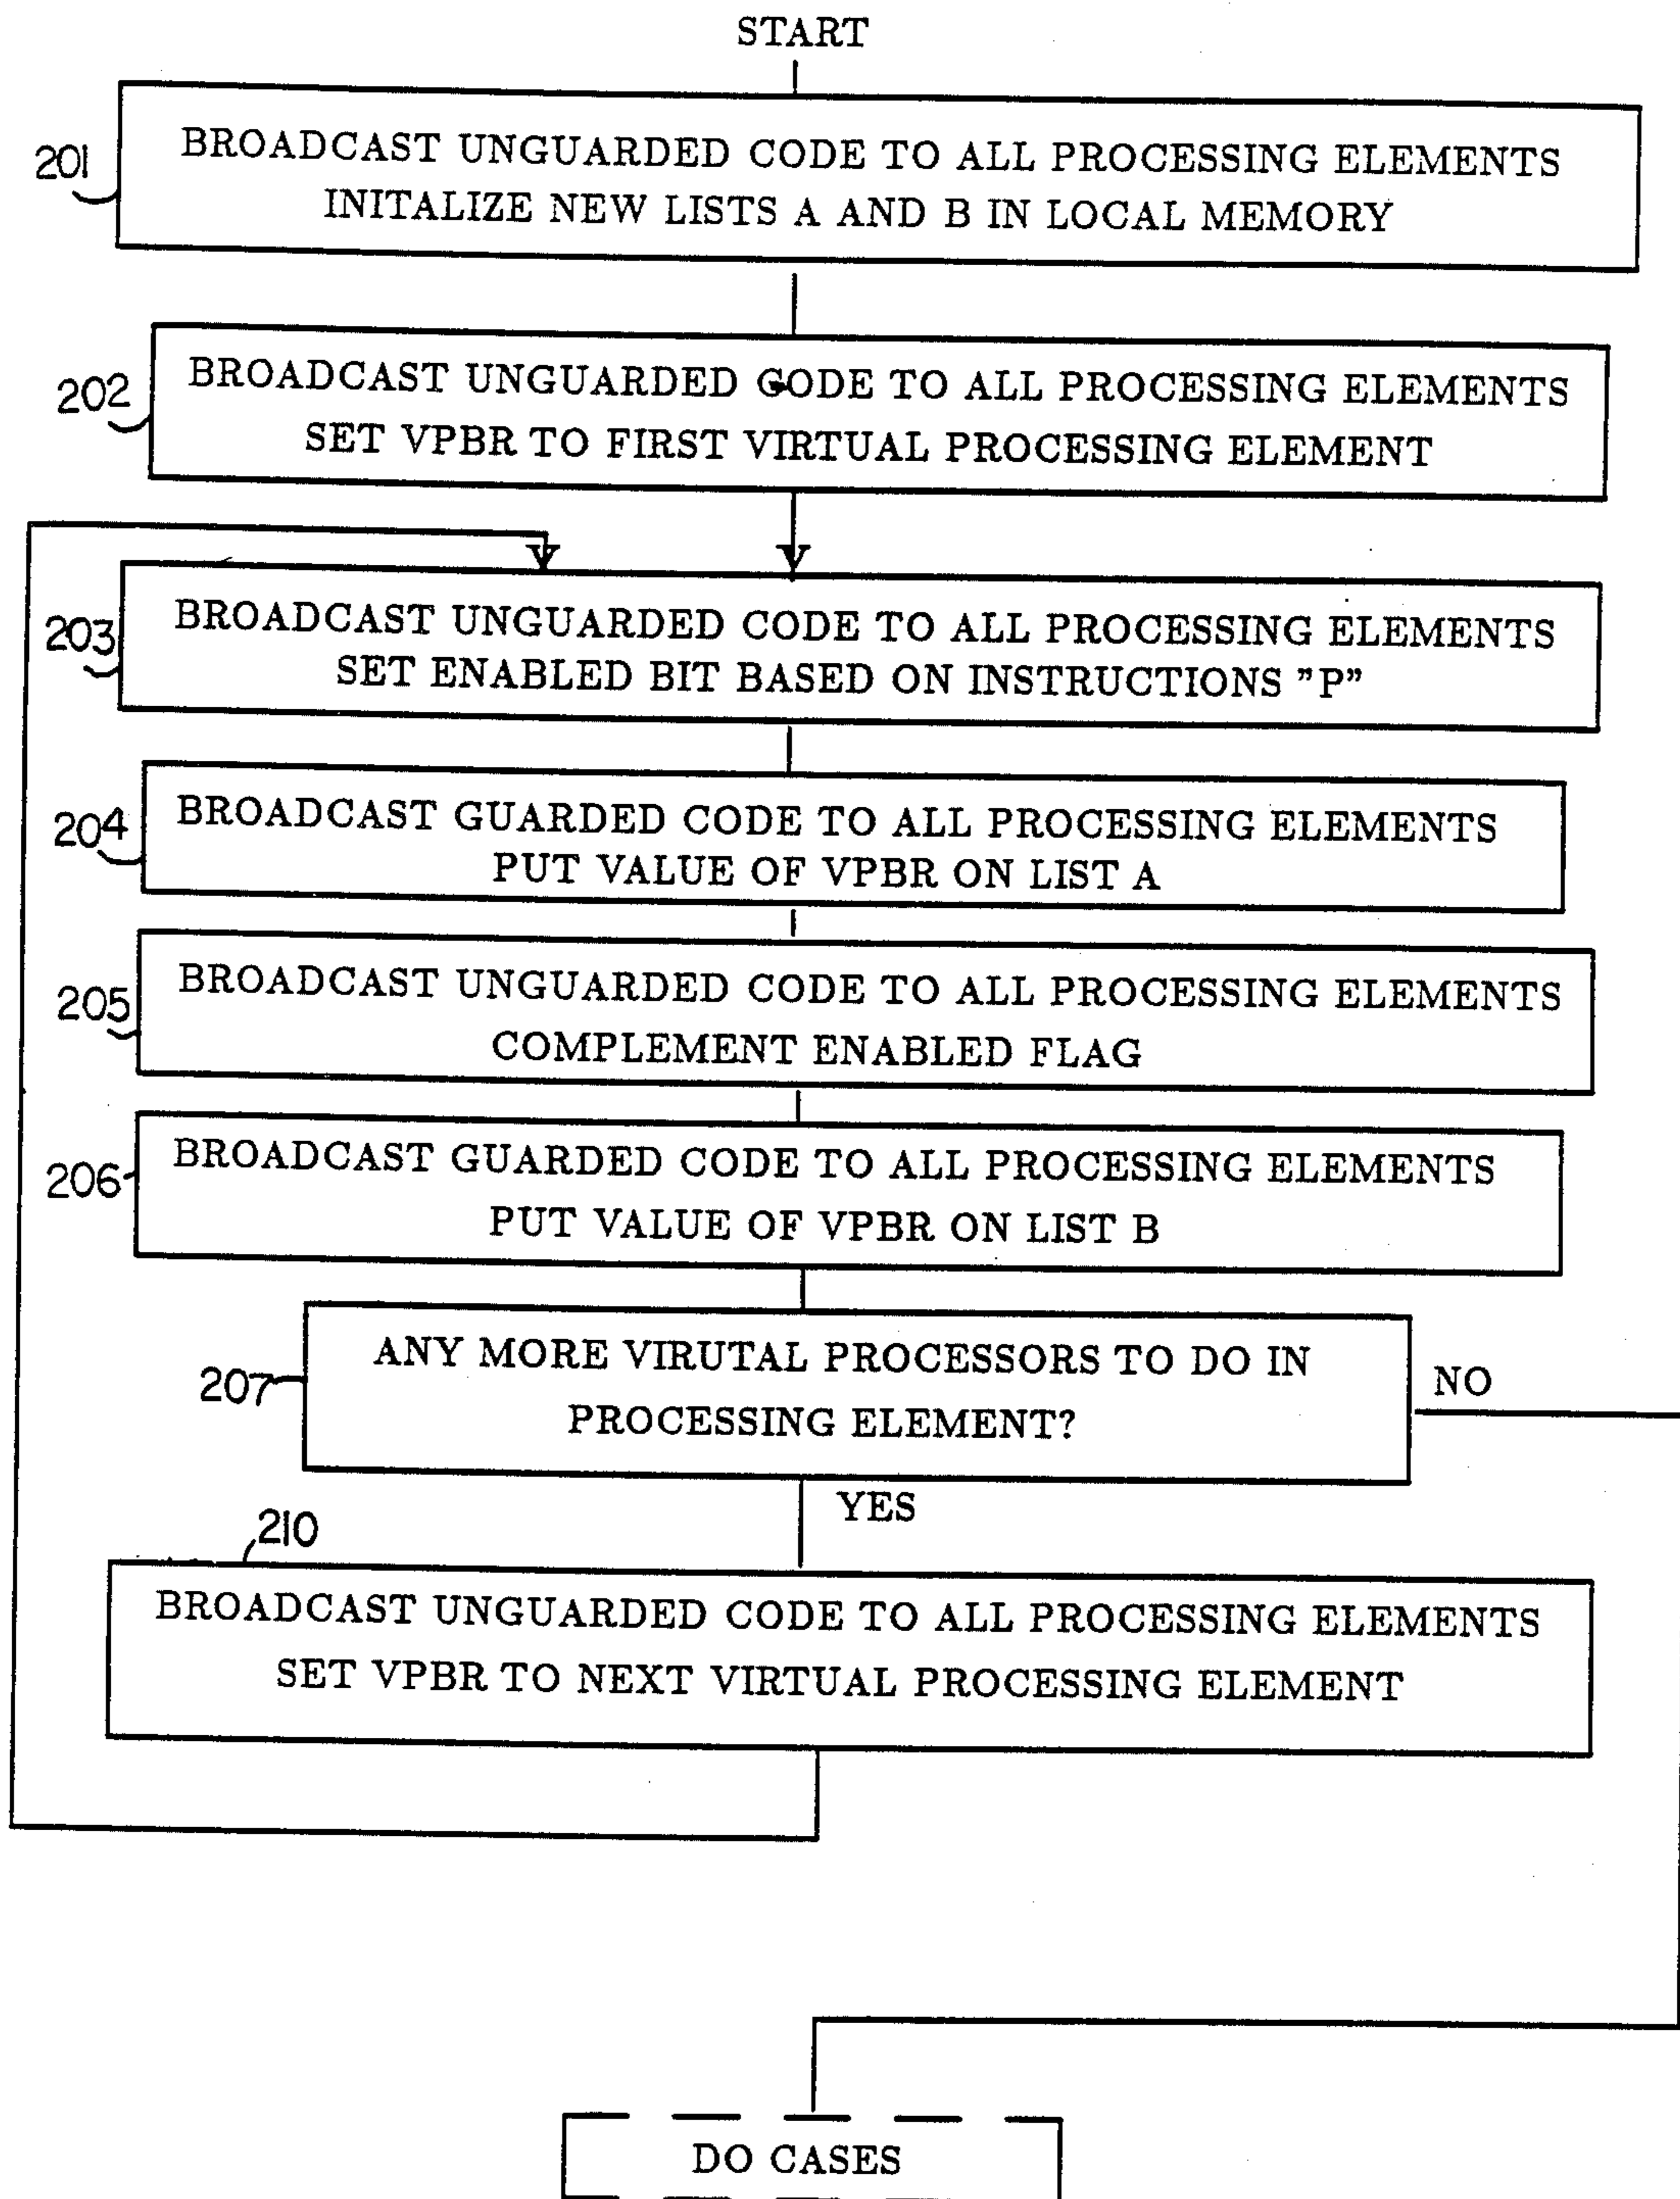 START
201
BROADCAST UNGUARDED CODE TO ALL PROCESSING ELEMENTS
INITALIZE NEW LISTS A AND B IN LOCAL MEMORY
202
BROADCAST UNGUARDED CODE TO ALL PROCESSING ELEMENTS
SET VPBR TO FIRST VIRTUAL PROCESSING ELEMENT
203
BROADCAST UNGUARDED CODE TO ALL PROCESSING ELEMENTS
SET ENABLED BIT BASED ON INSTRUCTIONS "P"
204
BROADCAST GUARDED CODE TO ALL PROCESSING ELEMENTS
PUT VALUE OF VPBR ON LIST A
205
BROADCAST UNGUARDED CODE TO ALL PROCESSING ELEMENTS
COMPLEMENT ENABLED FLAG
206
BROADCAST GUARDED CODE TO ALL PROCESSING ELEMENTS
PUT VALUE OF VPBR ON LIST B
207
ANY MORE VIRUTAL PROCESSORS TO DO IN
PROCESSING ELEMENT?
NO
YES
210
BROADCAST UNGUARDED CODE TO ALL PROCESSING ELEMENTS
SET VPBR TO NEXT VIRTUAL PROCESSING ELEMENT
DO CASES